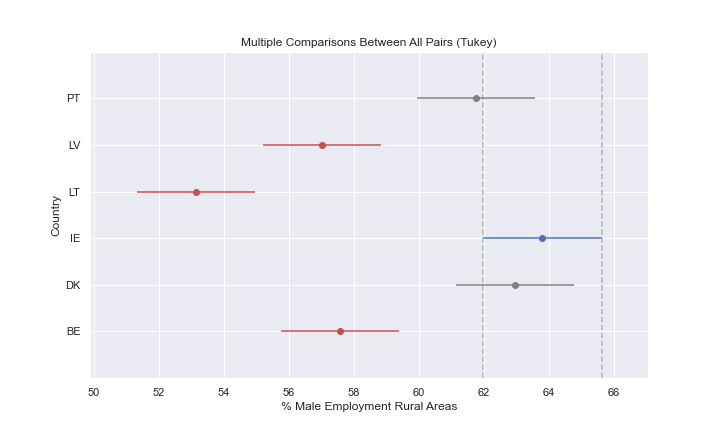 Multiple Comparisons Between All Pairs (Tukey)
PT
LV
LT
IE
DK
BE
Country
50 52 54 56 58 60 62 64 66
% Male Employment Rural Areas